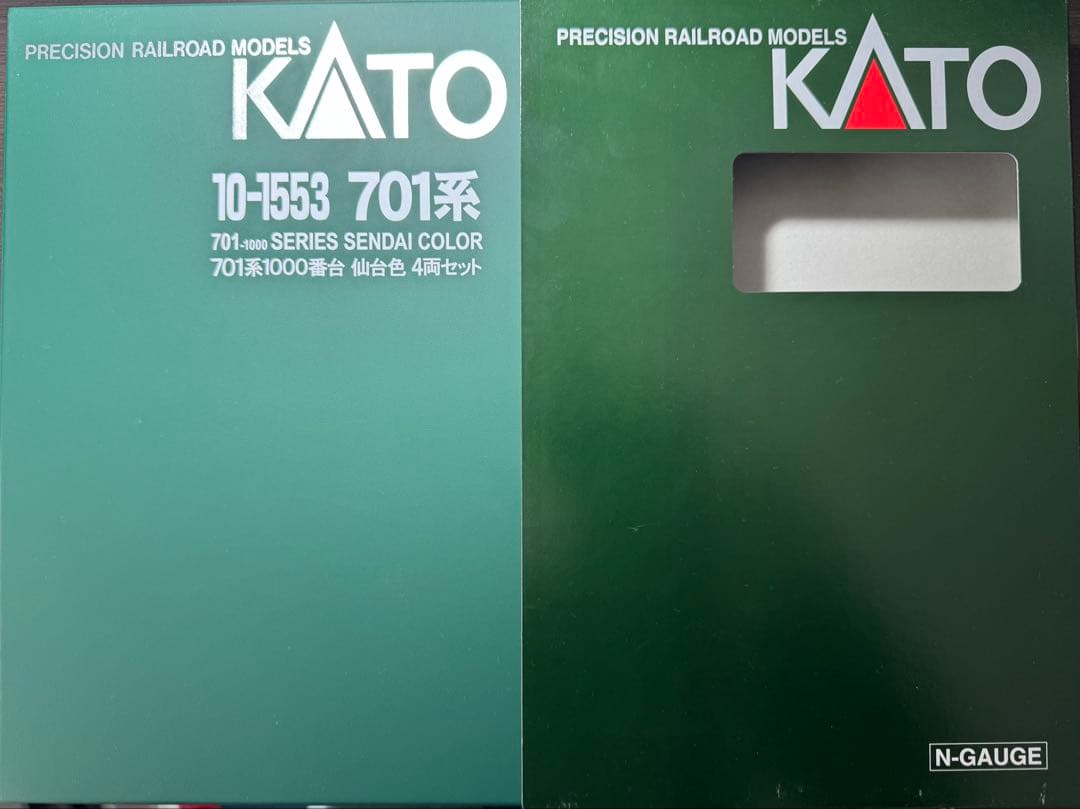 PRECISION RAILROAD MODELS
KATO
10-1553 701系
701-1000 SERIES SENDAI COLOR
701系1000番台 仙台色 4両セット
PRECISION RAILROAD MODELS
KATO
N-GAUGE